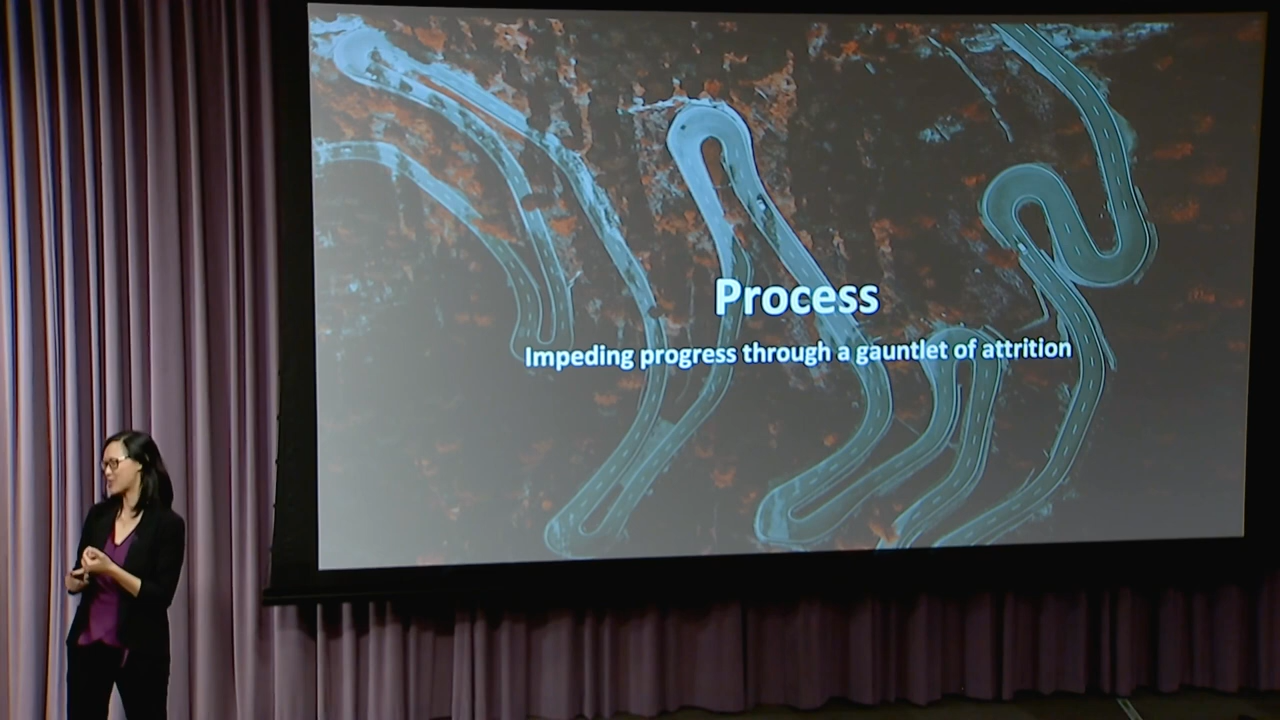 Process
Impeding progress through a gauntlet of attrition